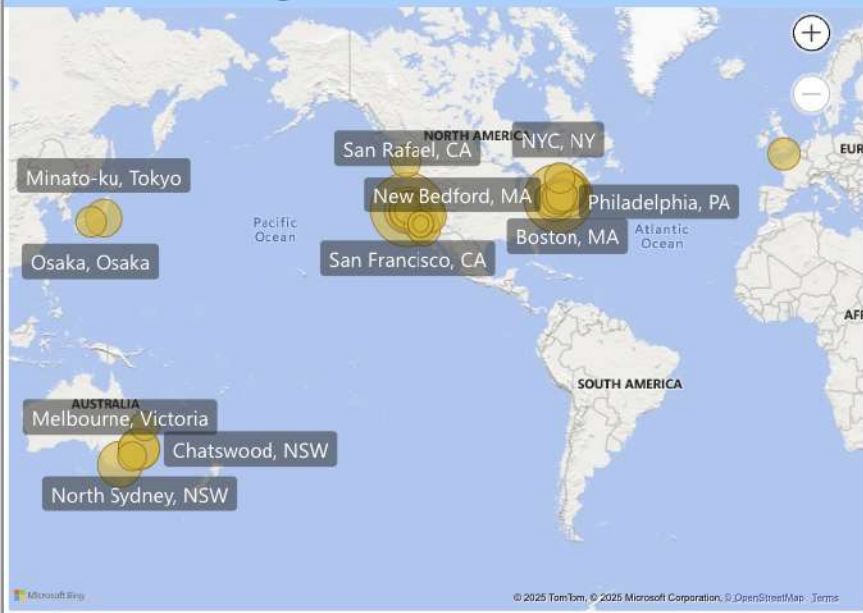 +
NORTH AMERICA
NYC, NY
San Rafael, CA
EUR
Minato-ku, Tokyo
New Bedford, MA
Philadelphia, PA
Pacific
Ocean
Boston, MA
Atlantic
Ocean
Osaka, Osaka
San Francisco, CA
AFI
SOUTH AMERICA
AUSTRALIA
Melbourne, Victoria
Chatswood, NSW
North Sydney, NSW
Microsoft Bing
© 2025 TomTom, © 2025 Microsoft Corporation, © OpenStreetMap Terms